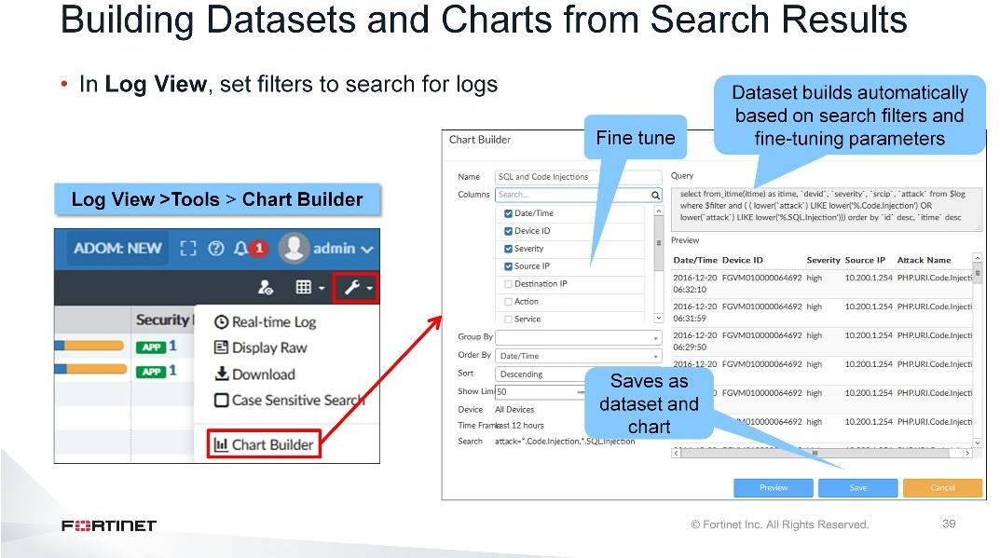 Building Datasets and Charts from Search Results
• In Log View, set filters to search for logs
Dataset builds automatically
based on search filters and
fine-tuning parameters
Fine tune
Log View >Tools > Chart Builder
ADOM: NEW
1
admin
Security
APP 1
APP 1
Real-time Log
Display Raw
Download
Case Sensitive Search
Chart Builder
Chart Builder
Name SQL and Code Injections
Columns Search...
Date/Time
Device ID
Severity
Source IP
Destination IP
Action
Service
Group By
Order By Date/Time
Sort Descending
Show Limi 50
Device All Devices
Time Frame Last 12 hours
Search attack=*.Code.Injection,*.SQL.Injection
Query
select from_itime(itime) as itime, `devid`, `severity`, `srcip`, `attack` from $log
where $filter and ( ( lower(`attack`) LIKE lower('%.Code.Injection') OR
lower(`attack`) LIKE lower('%.SQL.Injection'))) order by `id` desc, `itime` desc
Preview
Date/Time Device ID Severity Source IP Attack Name
2016-12-20 FGVM010000064692 high 10.200.1.254 PHP.URI.Code.Injecti
06:32:10
2016-12-20 FGVM010000064692 high 10.200.1.254 PHP.URI.Code.Injecti
06:31:59
2016-12-20 FGVM010000064692 high 10.200.1.254 PHP.URI.Code.Injecti
06:29:50
2016-12-20 FGVM010000064692 high 10.200.1.254 PHP.URI.Code.Injecti
FGVM010000064692 high 10.200.1.254 PHP.URI.Code.Injecti
010000064692 high 10.200.1.254 PHP.URI.Code.Injecti
Saves as
dataset and
chart
Preview Save Cancel
FORTINET
© Fortinet Inc. All Rights Reserved. 39